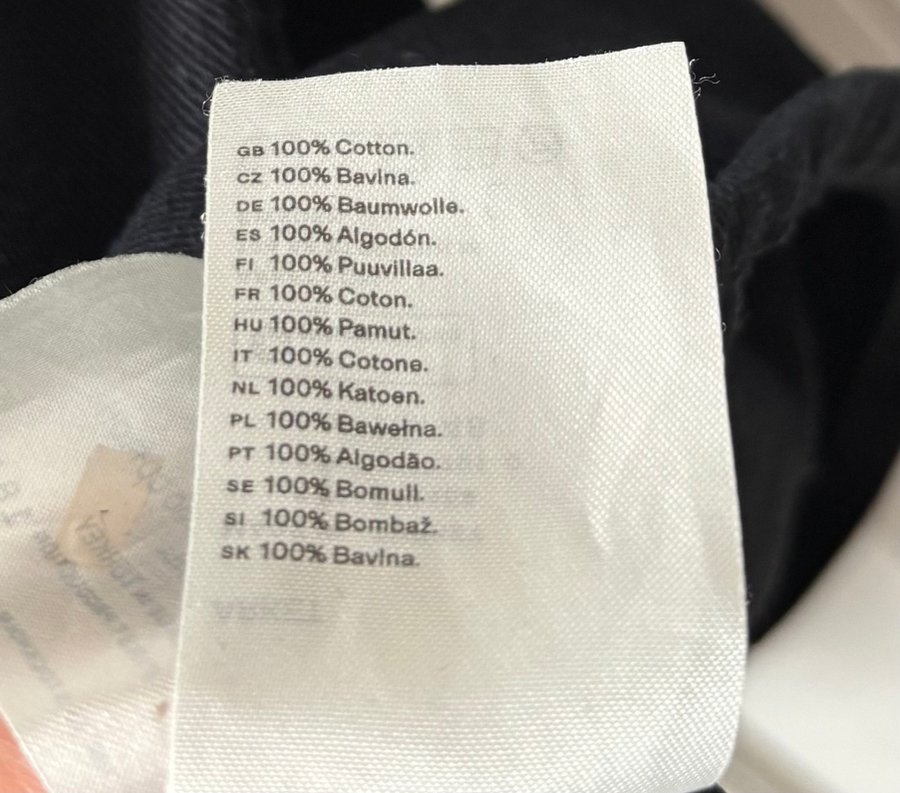 GB 100% Cotton.
CZ 100% Bavlna.
DE 100% Baumwolle.
ES 100% Algodón.
FI 100% Puuvillaa.
FR 100% Coton.
HU 100% Pamut.
IT 100% Cotone.
NL 100% Katoen.
PL 100% Bawełna.
PT 100% Algodão.
SE 100% Bomull.
SI 100% Bombaž.
SK 100% Bavlna.